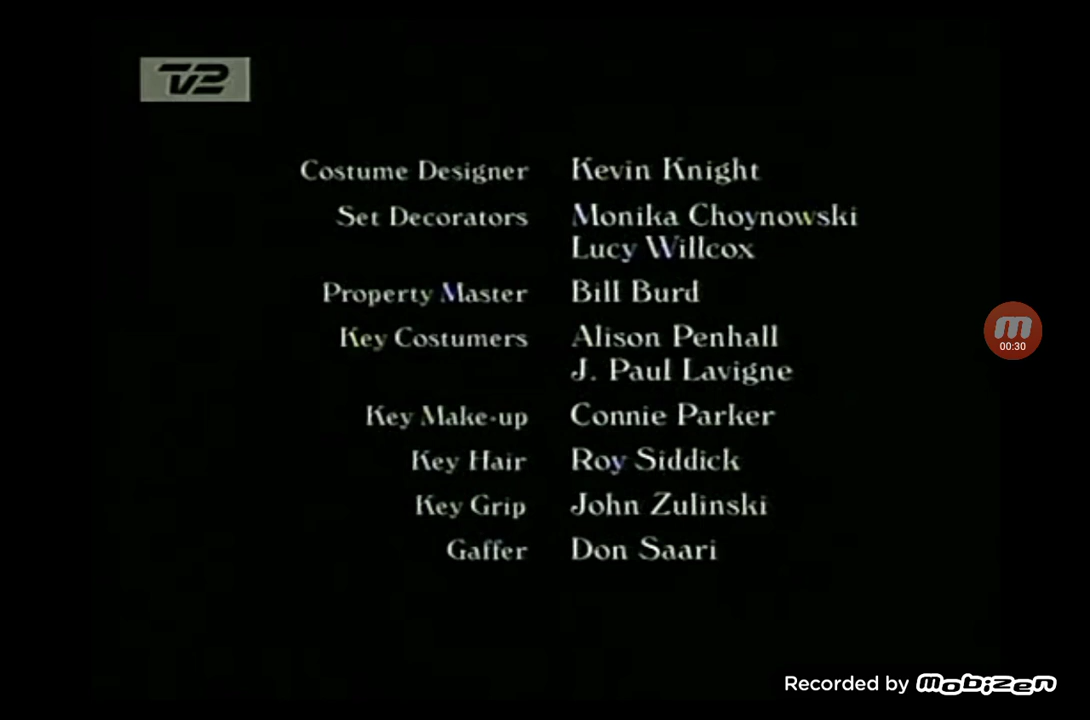 TV2
Costume Designer Kevin Knight
Set Decorators Monika Choynowski
Lucy Willcox
Property Master Bill Burd
Key Costumers Alison Penhall
J. Paul Lavigne
Key Make-up Connie Parker
Key Hair Roy Siddick
Key Grip John Zulinski
Gaffer Don Saari
00:30
Recorded by mobizen